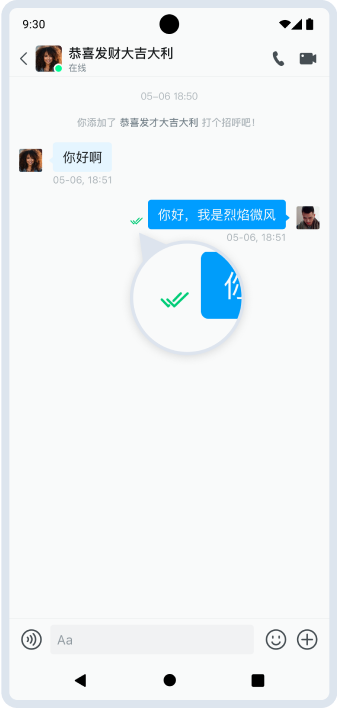 9:30
恭喜发财大吉大利
在线
05-06 18:50
你添加了 恭喜发才大吉大利 打个招呼吧!
你好啊
05-06, 18:51
你好，我是烈焰微风
05-06, 18:51
你
Aa